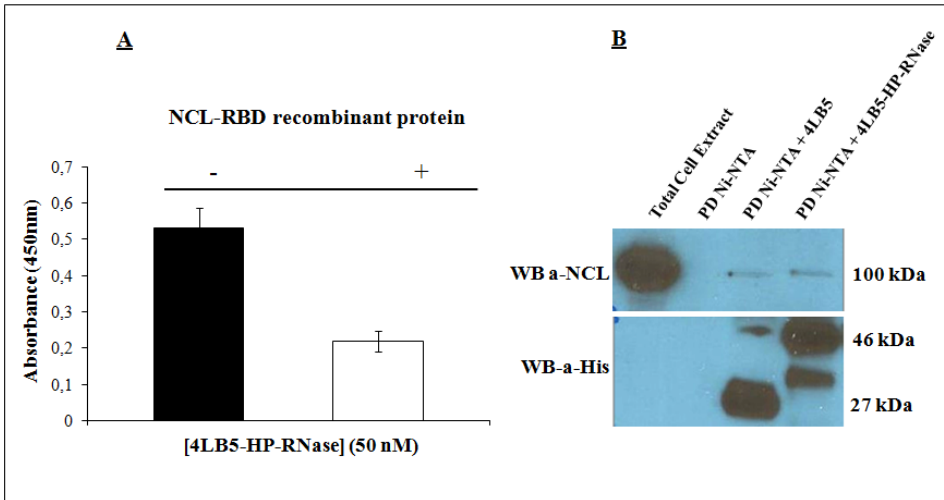 A
NCL-RBD recombinant protein
- +
0,7
0,6
0,5
0,4
0,3
0,2
0,1
0
Absorbance (450nm)
[4LB5-HP-RNase] (50 nM)
B
Total Cell Extract
PD Ni-NTA
PD Ni-NTA + 4LB5
PD Ni-NTA + 4LB5-HP-RNase
WB a-NCL
100 kDa
WB-a-His
46 kDa
27 kDa